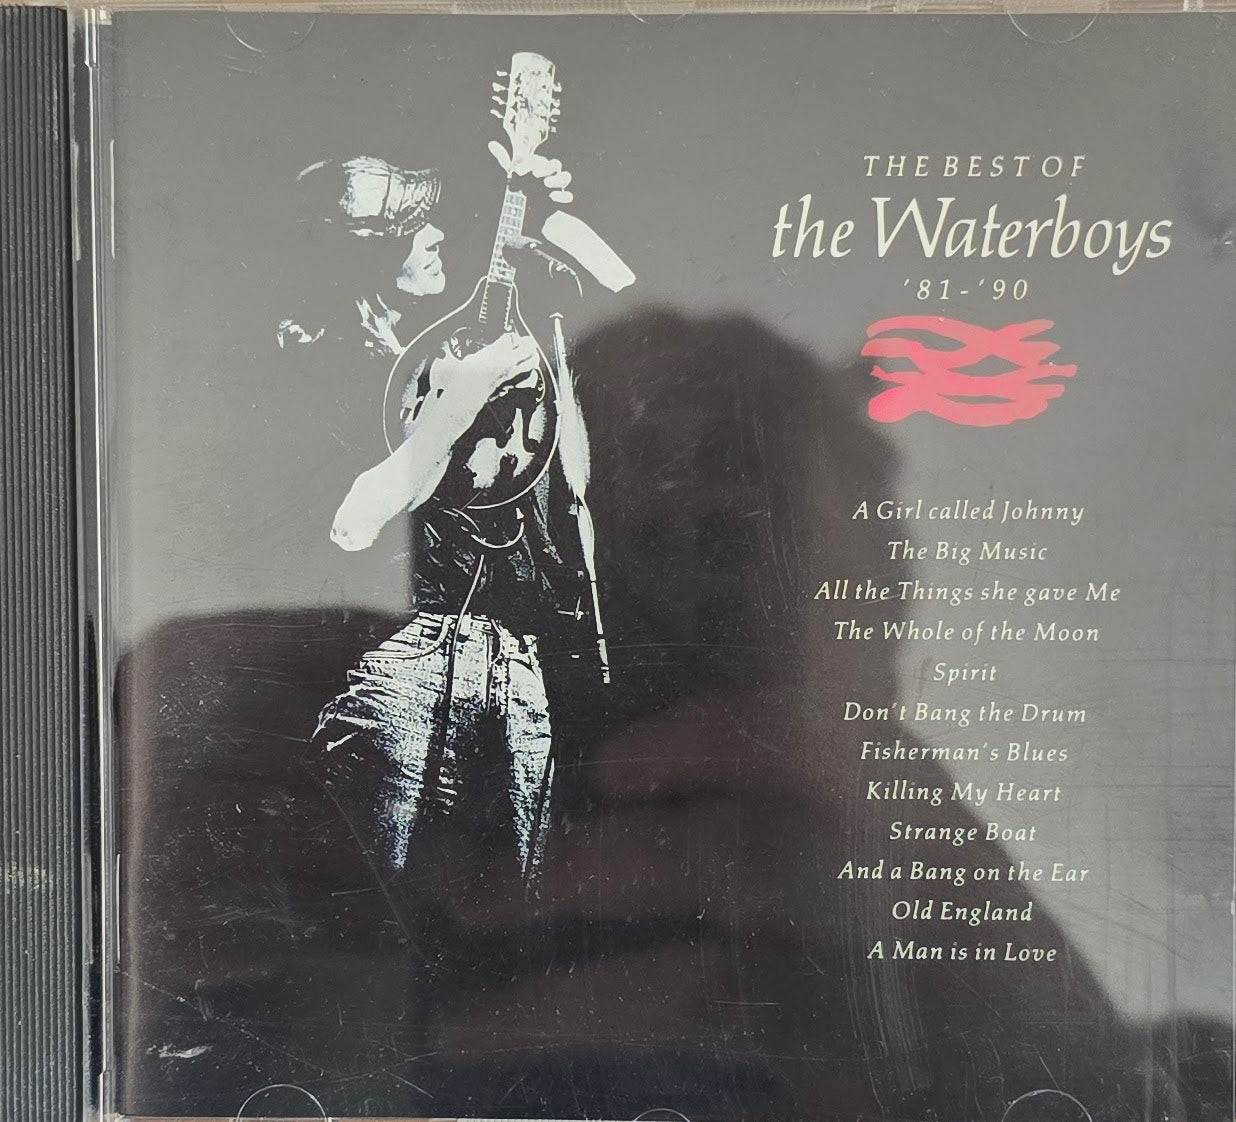 THE BEST OF
the Waterboys
'81-'90
A Girl called Johnny
The Big Music
All the Things she gave Me
The Whole of the Moon
Spirit
Don't Bang the Drum
Fisherman's Blues
Killing My Heart
Strange Boat
And a Bang on the Ear
Old England
A Man is in Love